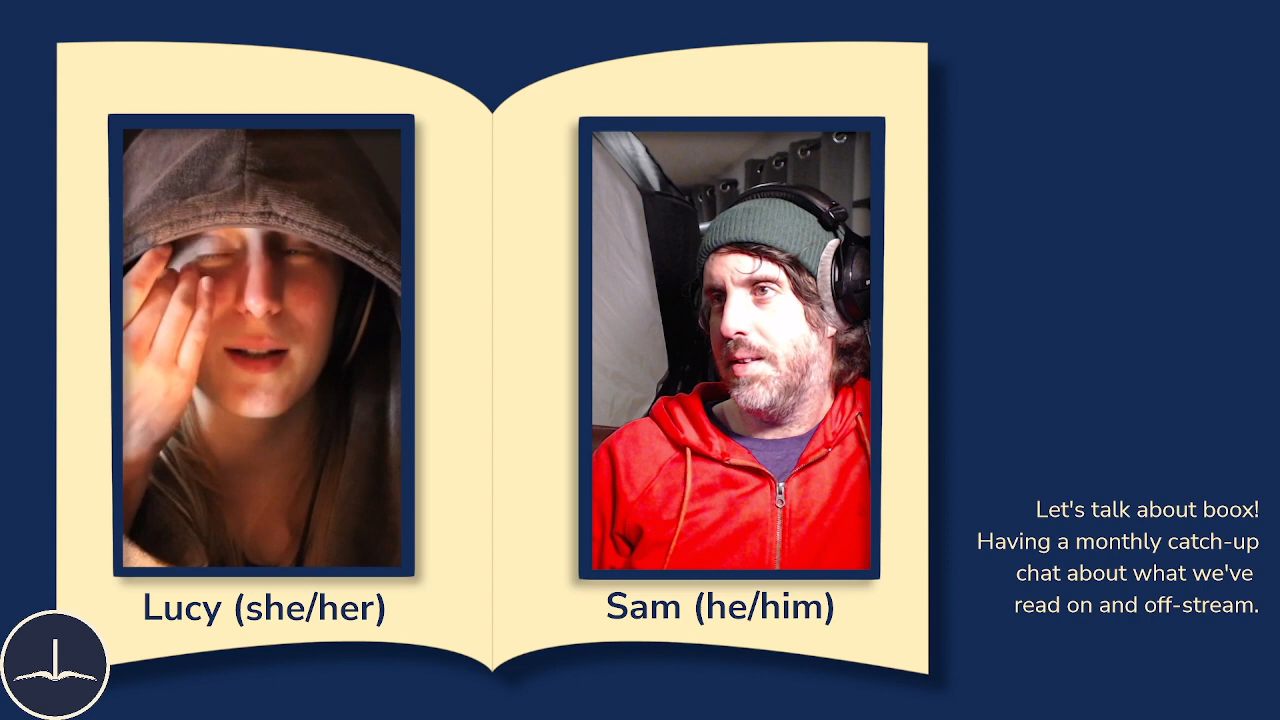 Lucy (she/her)
Sam (he/him)
Let's talk about boox!
Having a monthly catch-up
chat about what we've
read on and off-stream.